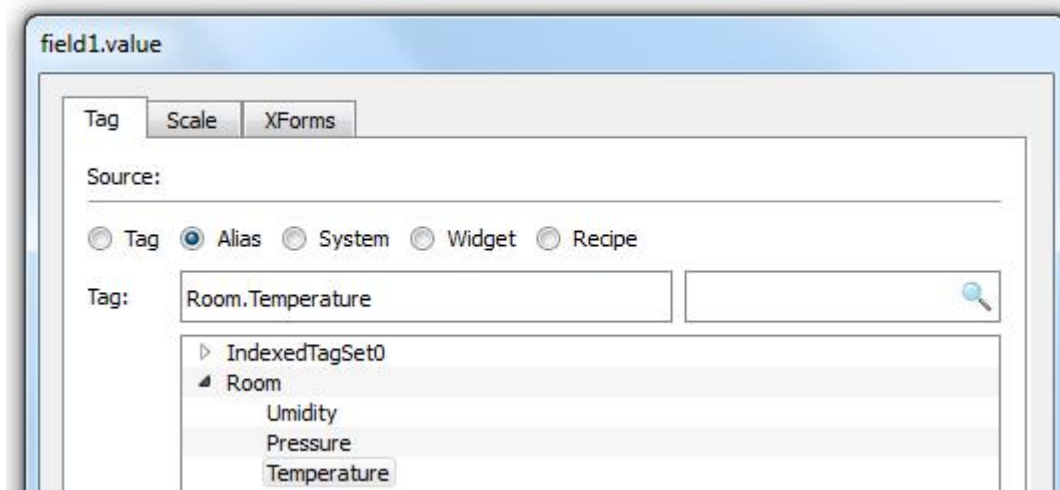 field1.value
Tag Scale XForms
Source:
Tag Alias System Widget Recipe
Tag: Room.Temperature
IndexedTagSet0
Room
Umidity
Pressure
Temperature